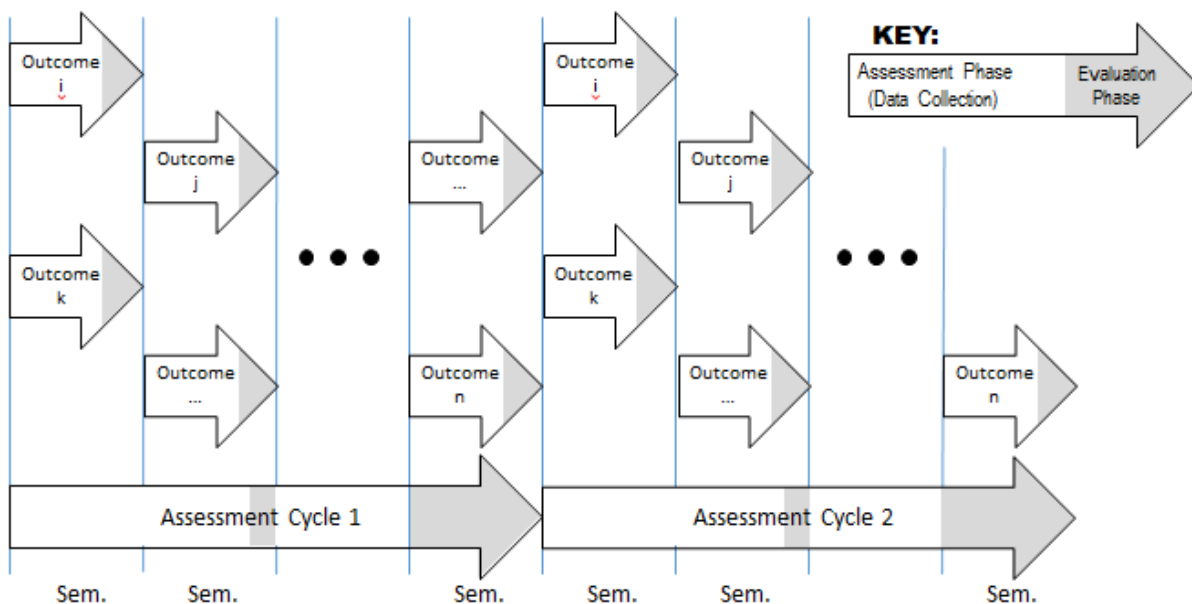 KEY:
Assessment Phase
(Data Collection)
Evaluation
Phase
Outcome
i
Outcome
i
Outcome
j
Outcome
...
Outcome
j
Outcome
k
Outcome
k
Outcome
...
Outcome
n
Outcome
...
Outcome
n
Assessment Cycle 1
Assessment Cycle 2
Sem.
Sem.
Sem.
Sem.
Sem.
Sem.